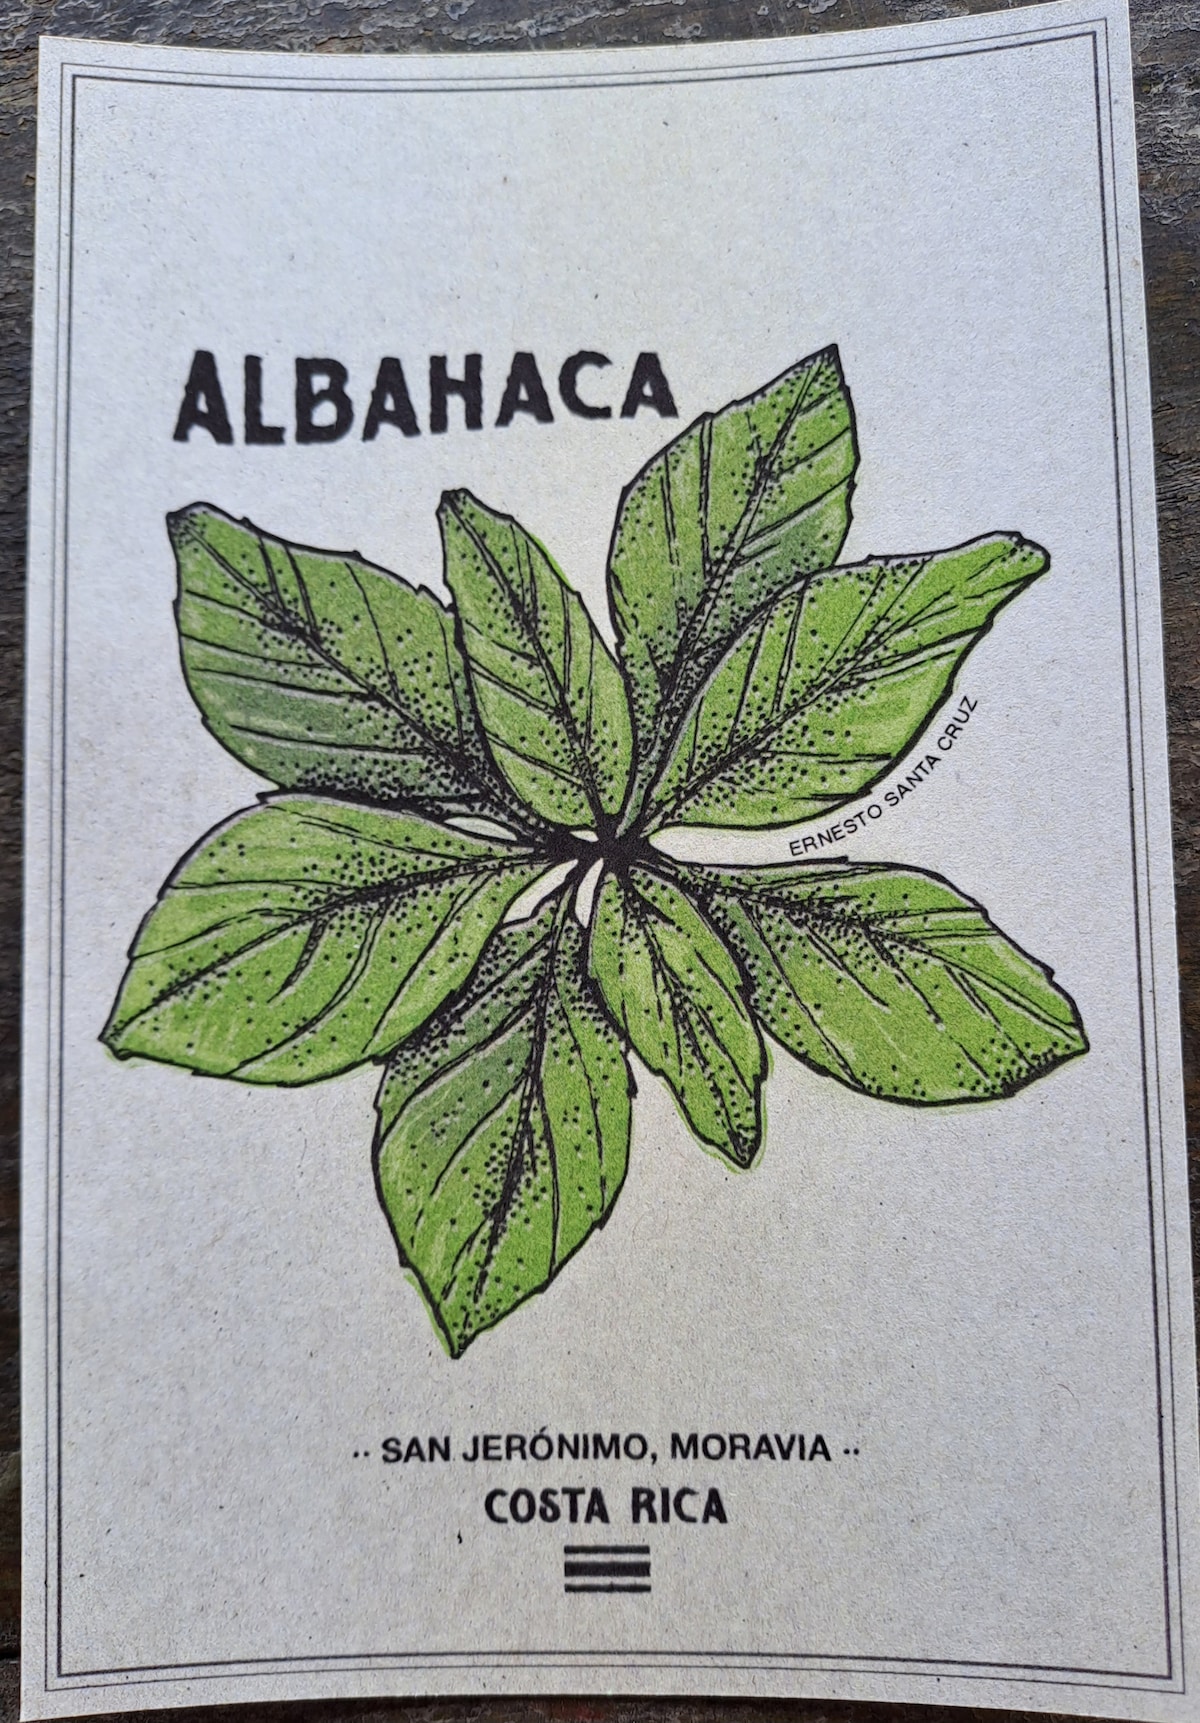 ALBAHACA
ERNESTO SANTA CRUZ
·· SAN JERÓNIMO, MORAVIA ··
COSTA RICA